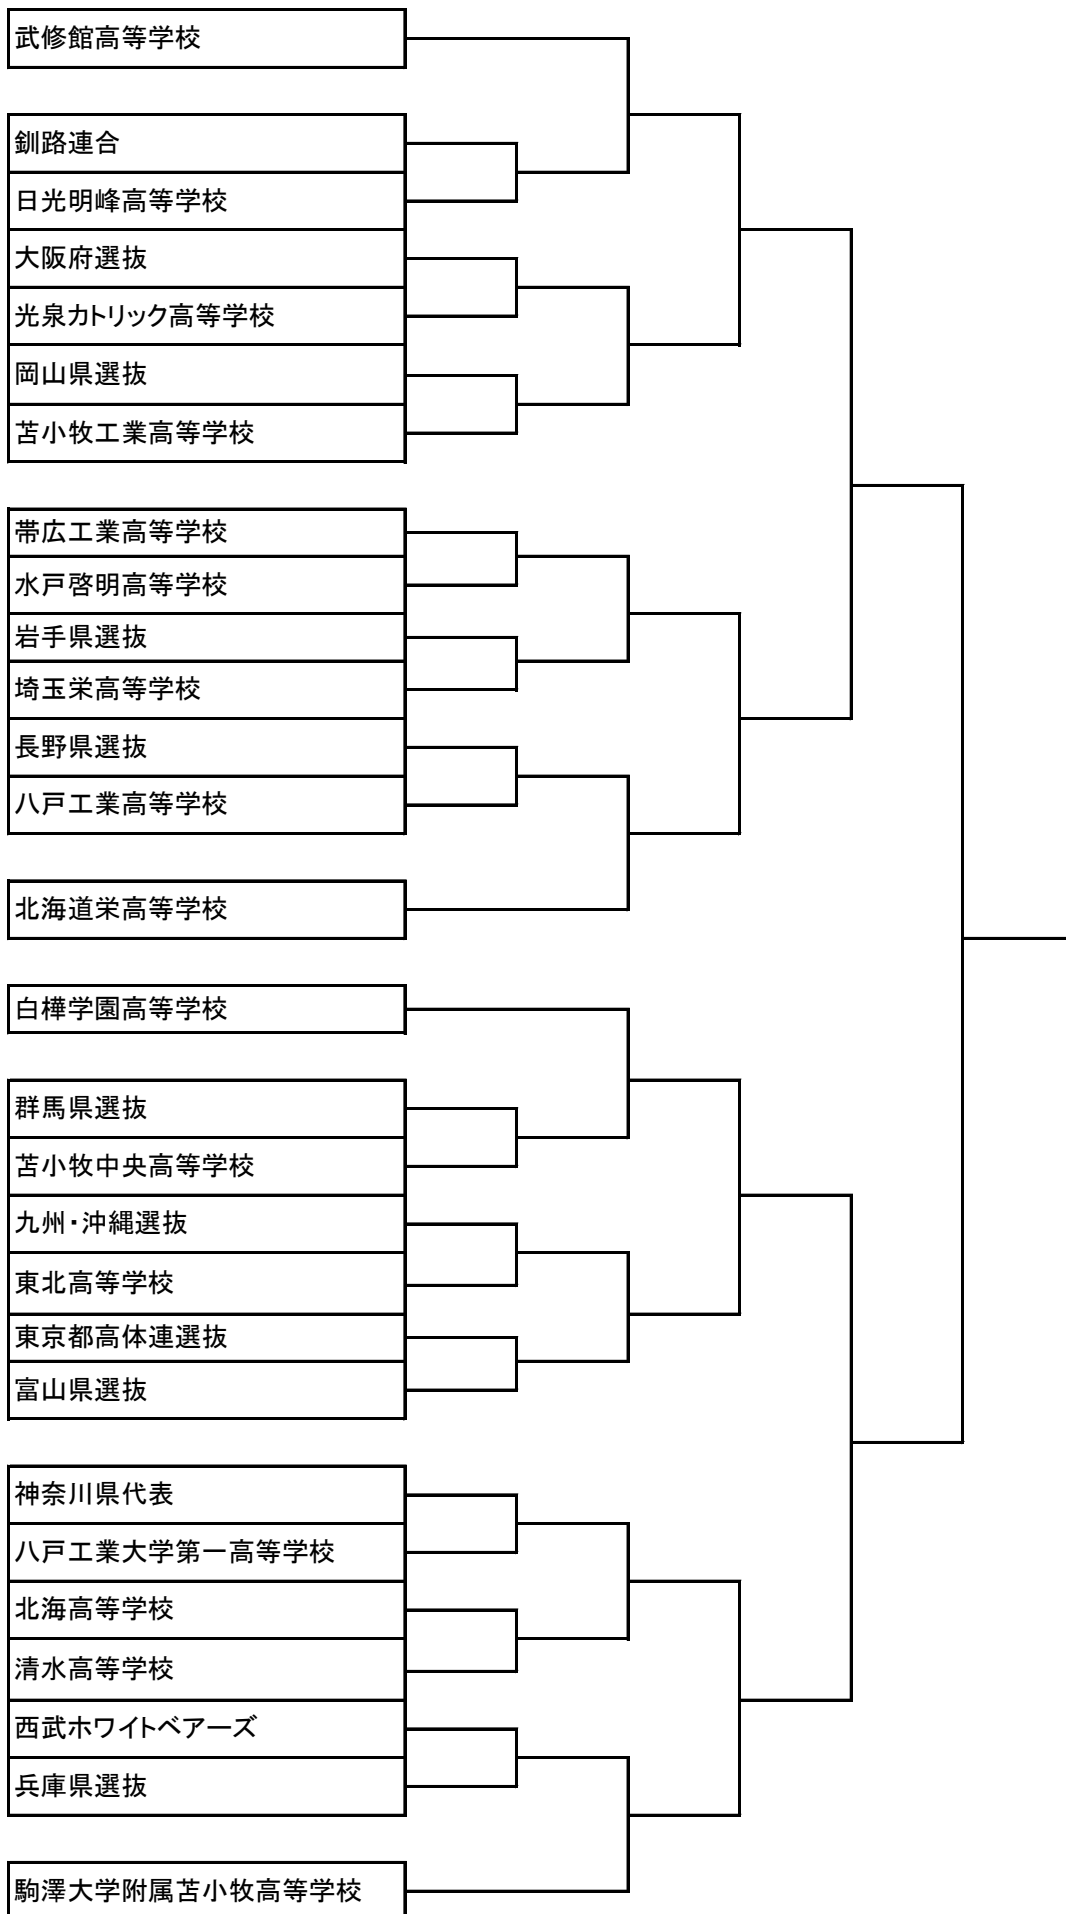 武修館高等学校
釧路連合
日光明峰高等学校
大阪府選抜
光泉カトリック高等学校
岡山県選抜
苫小牧工業高等学校
帯広工業高等学校
水戸啓明高等学校
岩手県選抜
埼玉栄高等学校
長野県選抜
八戸工業高等学校
北海道栄高等学校
白樺学園高等学校
群馬県選抜
苫小牧中央高等学校
九州・沖縄選抜
東北高等学校
東京都高体連選抜
富山県選抜
神奈川県代表
八戸工業大学第一高等学校
北海高等学校
清水高等学校
西武ホワイトベアーズ
兵庫県選抜
駒澤大学附属苫小牧高等学校